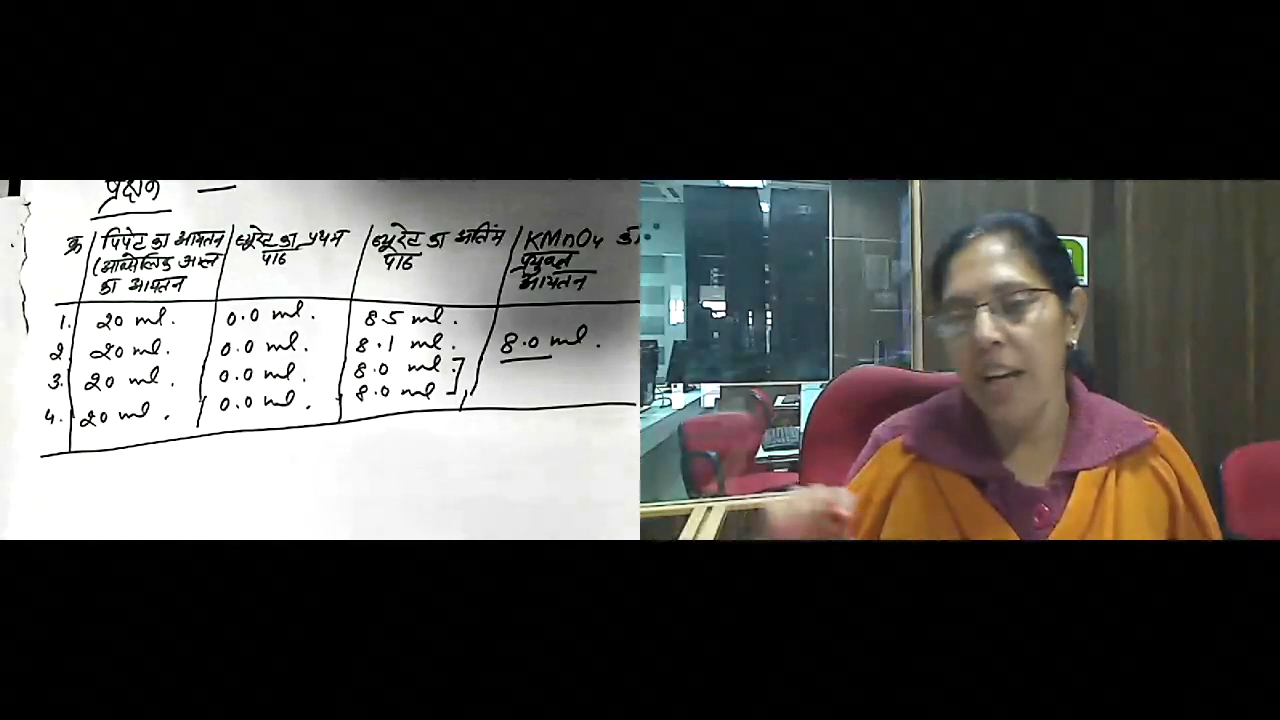 प्रेक्षण —
क्र पिपेट का आयतन ब्यूरेट का प्रथम ब्यूरेट का अंतिम KMnO4 का
(आक्सेलिक अम्ल पाठ पाठ प्रयुक्त
का आयतन आयतन
1. 20 ml. 0.0 ml. 8.5 ml.
2. 20 ml. 0.0 ml. 8.1 ml. 8.0 ml.
3. 20 ml. 0.0 ml. 8.0 ml.
4. 20 ml. 0.0 ml. 8.0 ml